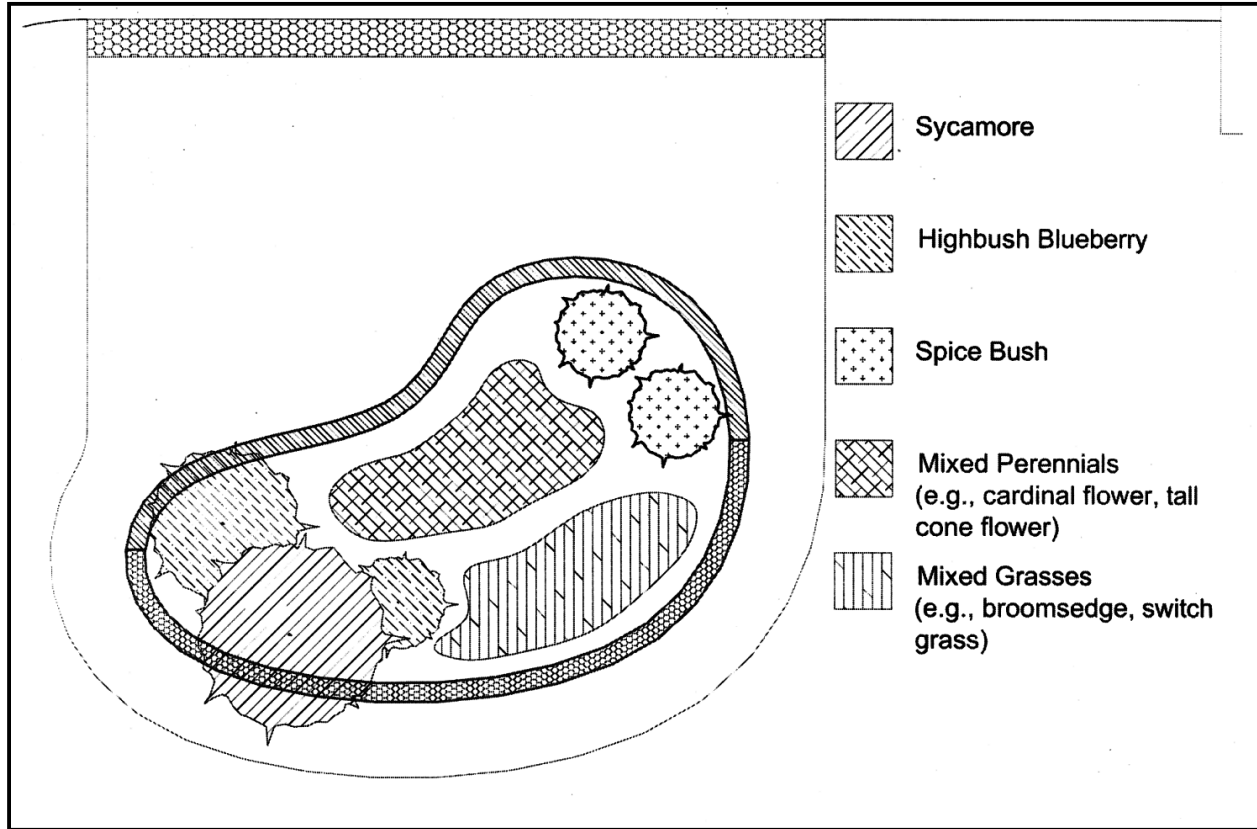 Sycamore
Highbush Blueberry
Spice Bush
Mixed Perennials
(e.g., cardinal flower, tall
cone flower)
Mixed Grasses
(e.g., broomsedge, switch
grass)